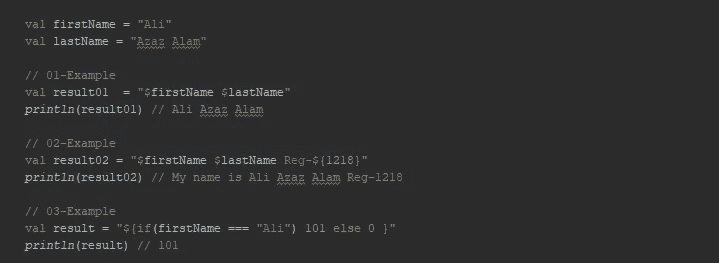 val firstName = "Ali"
val lastName = "Azaz Alam"
// 01-Example
val result01  = "$firstName $lastName"
println(result01) // Ali Azaz Alam
// 02-Example
val result02 = "$firstName $lastName Reg-${1218}"
println(result02) // My name is Ali Azaz Alam Reg-1218
// 03-Example
val result = "${if(firstName === "Ali") 101 else 0 }"
println(result) // 101